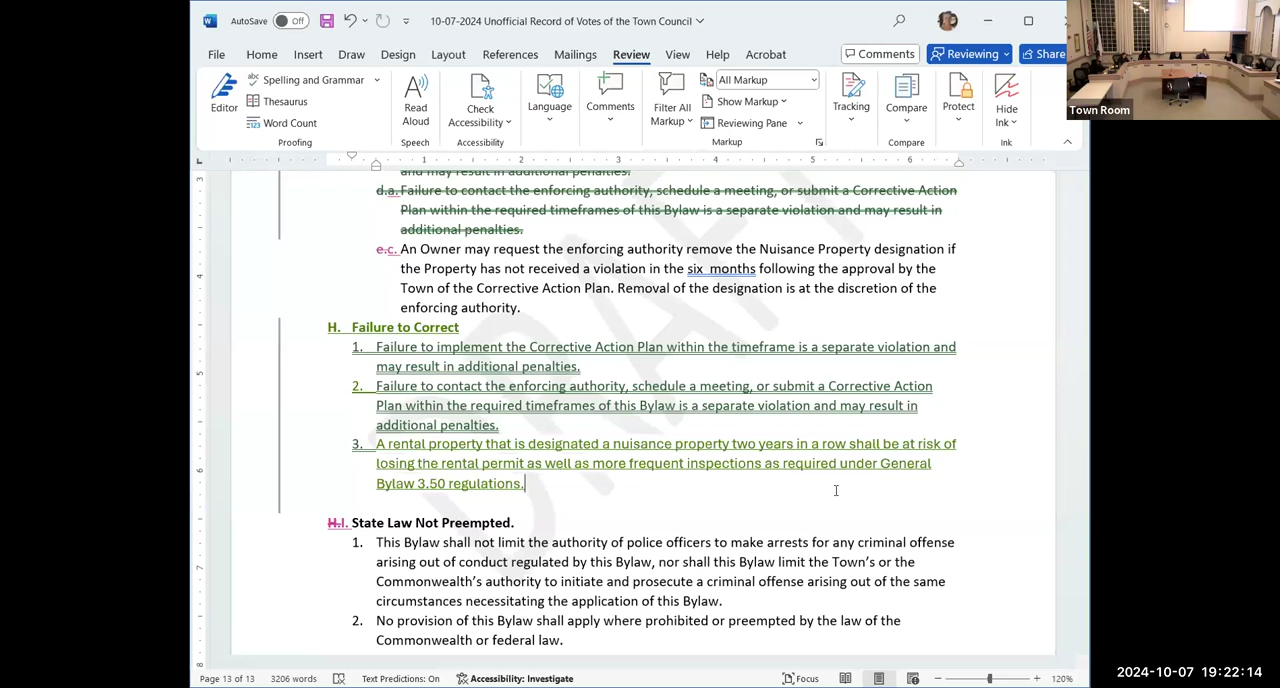 AutoSave Off 10-07-2024 Unofficial Record of Votes of the Town Council
File Home Insert Draw Design Layout References Mailings Review View Help Acrobat Comments Reviewing Share
Editor
abc Spelling and Grammar
Thesaurus
123 Word Count
Proofing
Read Aloud
Speech
Check Accessibility
Accessibility
Language
Comments
Filter All Markup
All Markup
Show Markup
Reviewing Pane
Markup
Tracking
Compare
Compare
Protect
Hide Ink
Ink
Town Room
1 2 3 4 5 6
and may result in additional penalties.
d.a. Failure to contact the enforcing authority, schedule a meeting, or submit a Corrective Action
Plan within the required timeframes of this Bylaw is a separate violation and may result in
additional penalties.
e.c. An Owner may request the enforcing authority remove the Nuisance Property designation if
the Property has not received a violation in the six months following the approval by the
Town of the Corrective Action Plan. Removal of the designation is at the discretion of the
enforcing authority.
H. Failure to Correct
1. Failure to implement the Corrective Action Plan within the timeframe is a separate violation and
may result in additional penalties.
2. Failure to contact the enforcing authority, schedule a meeting, or submit a Corrective Action
Plan within the required timeframes of this Bylaw is a separate violation and may result in
additional penalties.
3. A rental property that is designated a nuisance property two years in a row shall be at risk of
losing the rental permit as well as more frequent inspections as required under General
Bylaw 3.50 regulations.
H.I. State Law Not Preempted.
1. This Bylaw shall not limit the authority of police officers to make arrests for any criminal offense
arising out of conduct regulated by this Bylaw, nor shall this Bylaw limit the Town's or the
Commonwealth's authority to initiate and prosecute a criminal offense arising out of the same
circumstances necessitating the application of this Bylaw.
2. No provision of this Bylaw shall apply where prohibited or preempted by the law of the
Commonwealth or federal law.
DRAFT
Page 13 of 13 3206 words Text Predictions: On Accessibility: Investigate Focus 120%
2024-10-07 19:22:14